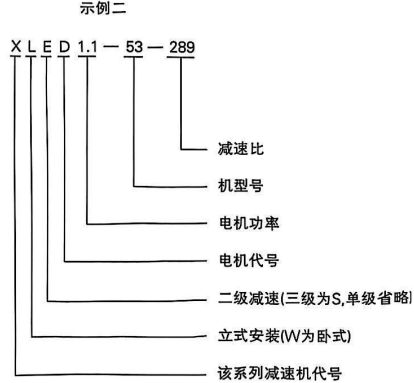 示例二
X L E D 1.1 — 53 — 289
减速比
机型号
电机功率
电机代号
二级减速(三级为S,单级省略)
立式安装(W为卧式)
该系列减速机代号